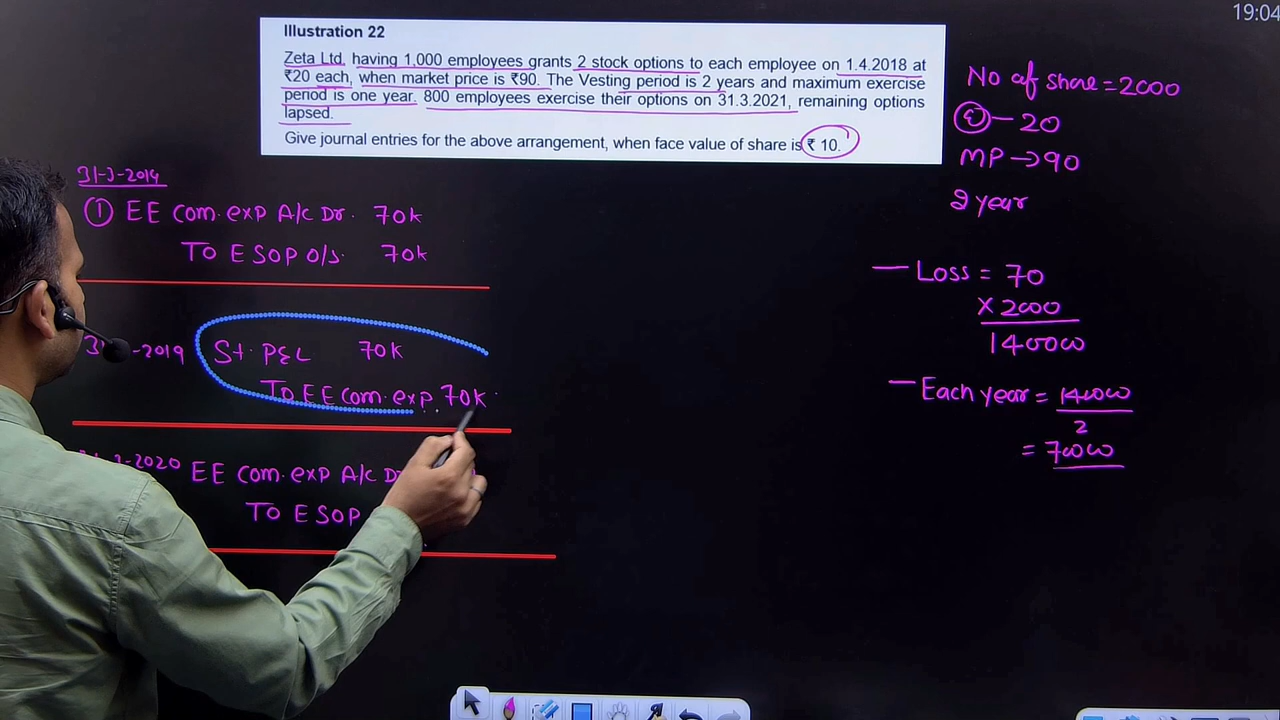 19:04
Illustration 22
Zeta Ltd. having 1,000 employees grants 2 stock options to each employee on 1.4.2018 at
₹20 each, when market price is ₹90. The Vesting period is 2 years and maximum exercise
period is one year. 800 employees exercise their options on 31.3.2021, remaining options
lapsed.
Give journal entries for the above arrangement, when face value of share is ₹ 10.
31-3-2019
① EE com. exp A/c Dr. 70k
To ESOP O/s. 70k
-2019 St. P&L 70k
To EE com. exp. 70k
2020 EE com. exp A/c
To ESOP
No of share = 2000
- 20
MP → 90
2 year
— Loss = 70
× 2000
140000
— Each year = 140000
2
= 70000